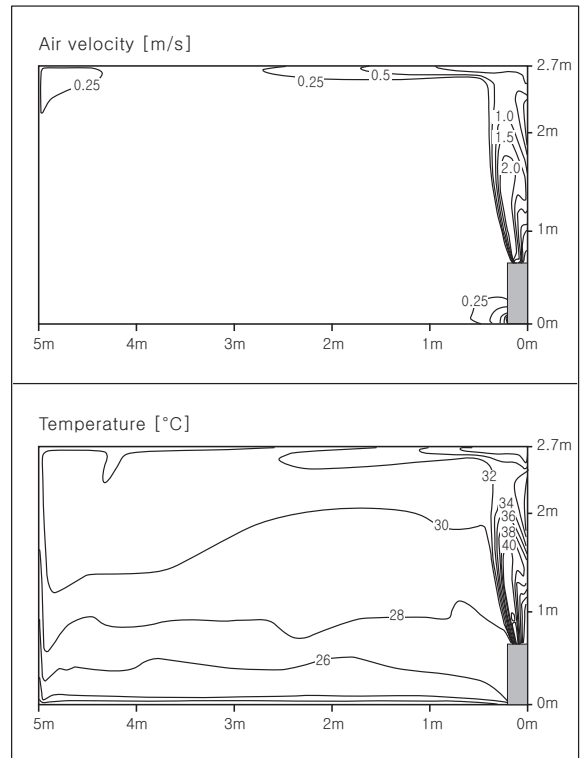 Air velocity [m/s]
2.7m
0.25
0.25
0.5
1.0
2m
1.5
2.0
1m
0.25
0m
5m 4m 3m 2m 1m 0m
Temperature [°C]
2.7m
32
34
36
2m
30
38
40
28
1m
26
0m
5m 4m 3m 2m 1m 0m